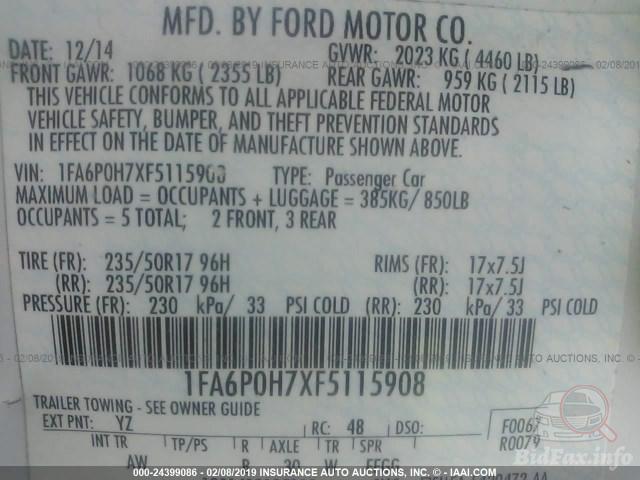 MFD. BY FORD MOTOR CO.
DATE: 12/14 GVWR: 2023 KG ( 4460 LB)
FRONT GAWR: 1068 KG ( 2355 LB) REAR GAWR: 959 KG ( 2115 LB)
THIS VEHICLE CONFORMS TO ALL APPLICABLE FEDERAL MOTOR
VEHICLE SAFETY, BUMPER, AND THEFT PREVENTION STANDARDS
IN EFFECT ON THE DATE OF MANUFACTURE SHOWN ABOVE.
VIN: 1FA6P0H7XF5115908 TYPE: Passenger Car
MAXIMUM LOAD = OCCUPANTS + LUGGAGE = 385KG/ 850LB
OCCUPANTS = 5 TOTAL; 2 FRONT, 3 REAR
TIRE (FR): 235/50R17 96H RIMS (FR): 17x7.5J
(RR): 235/50R17 96H (RR): 17x7.5J
PRESSURE (FR): 230 kPa/ 33 PSI COLD (RR): 230 kPa/ 33 PSI COLD
1FA6P0H7XF5115908
TRAILER TOWING - SEE OWNER GUIDE
EXT PNT: YZ RC: 48 DSO: F0067
R0079
INT TR TP/PS R AXLE TR SPR
AW B 30 W
BidFax.info
000-24399086 - 02/08/2019 INSURANCE AUTO AUCTIONS, INC. - IAAI.COM